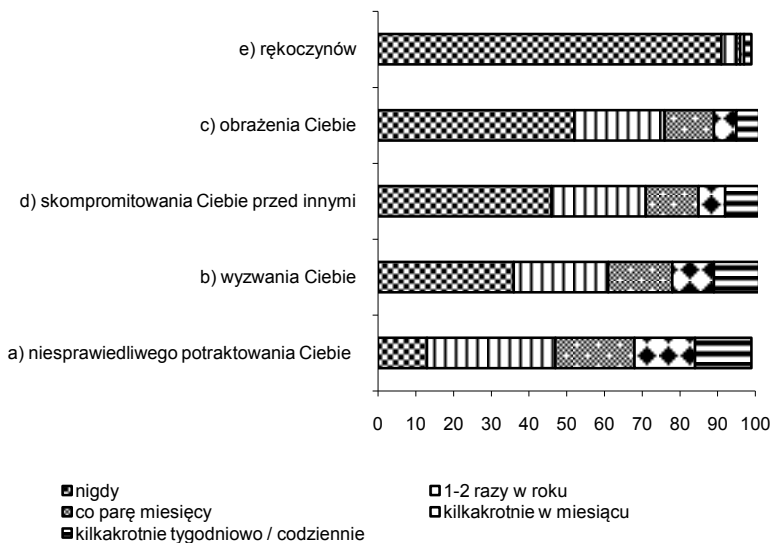 e) rękoczynów
c) obrażenia Ciebie
d) skompromitowania Ciebie przed innymi
b) wyzwania Ciebie
a) niesprawiedliwego potraktowania Ciebie
0 10 20 30 40 50 60 70 80 90 100
nigdy 1-2 razy w roku
co parę miesięcy kilkakrotnie w miesiącu
kilkakrotnie tygodniowo / codziennie